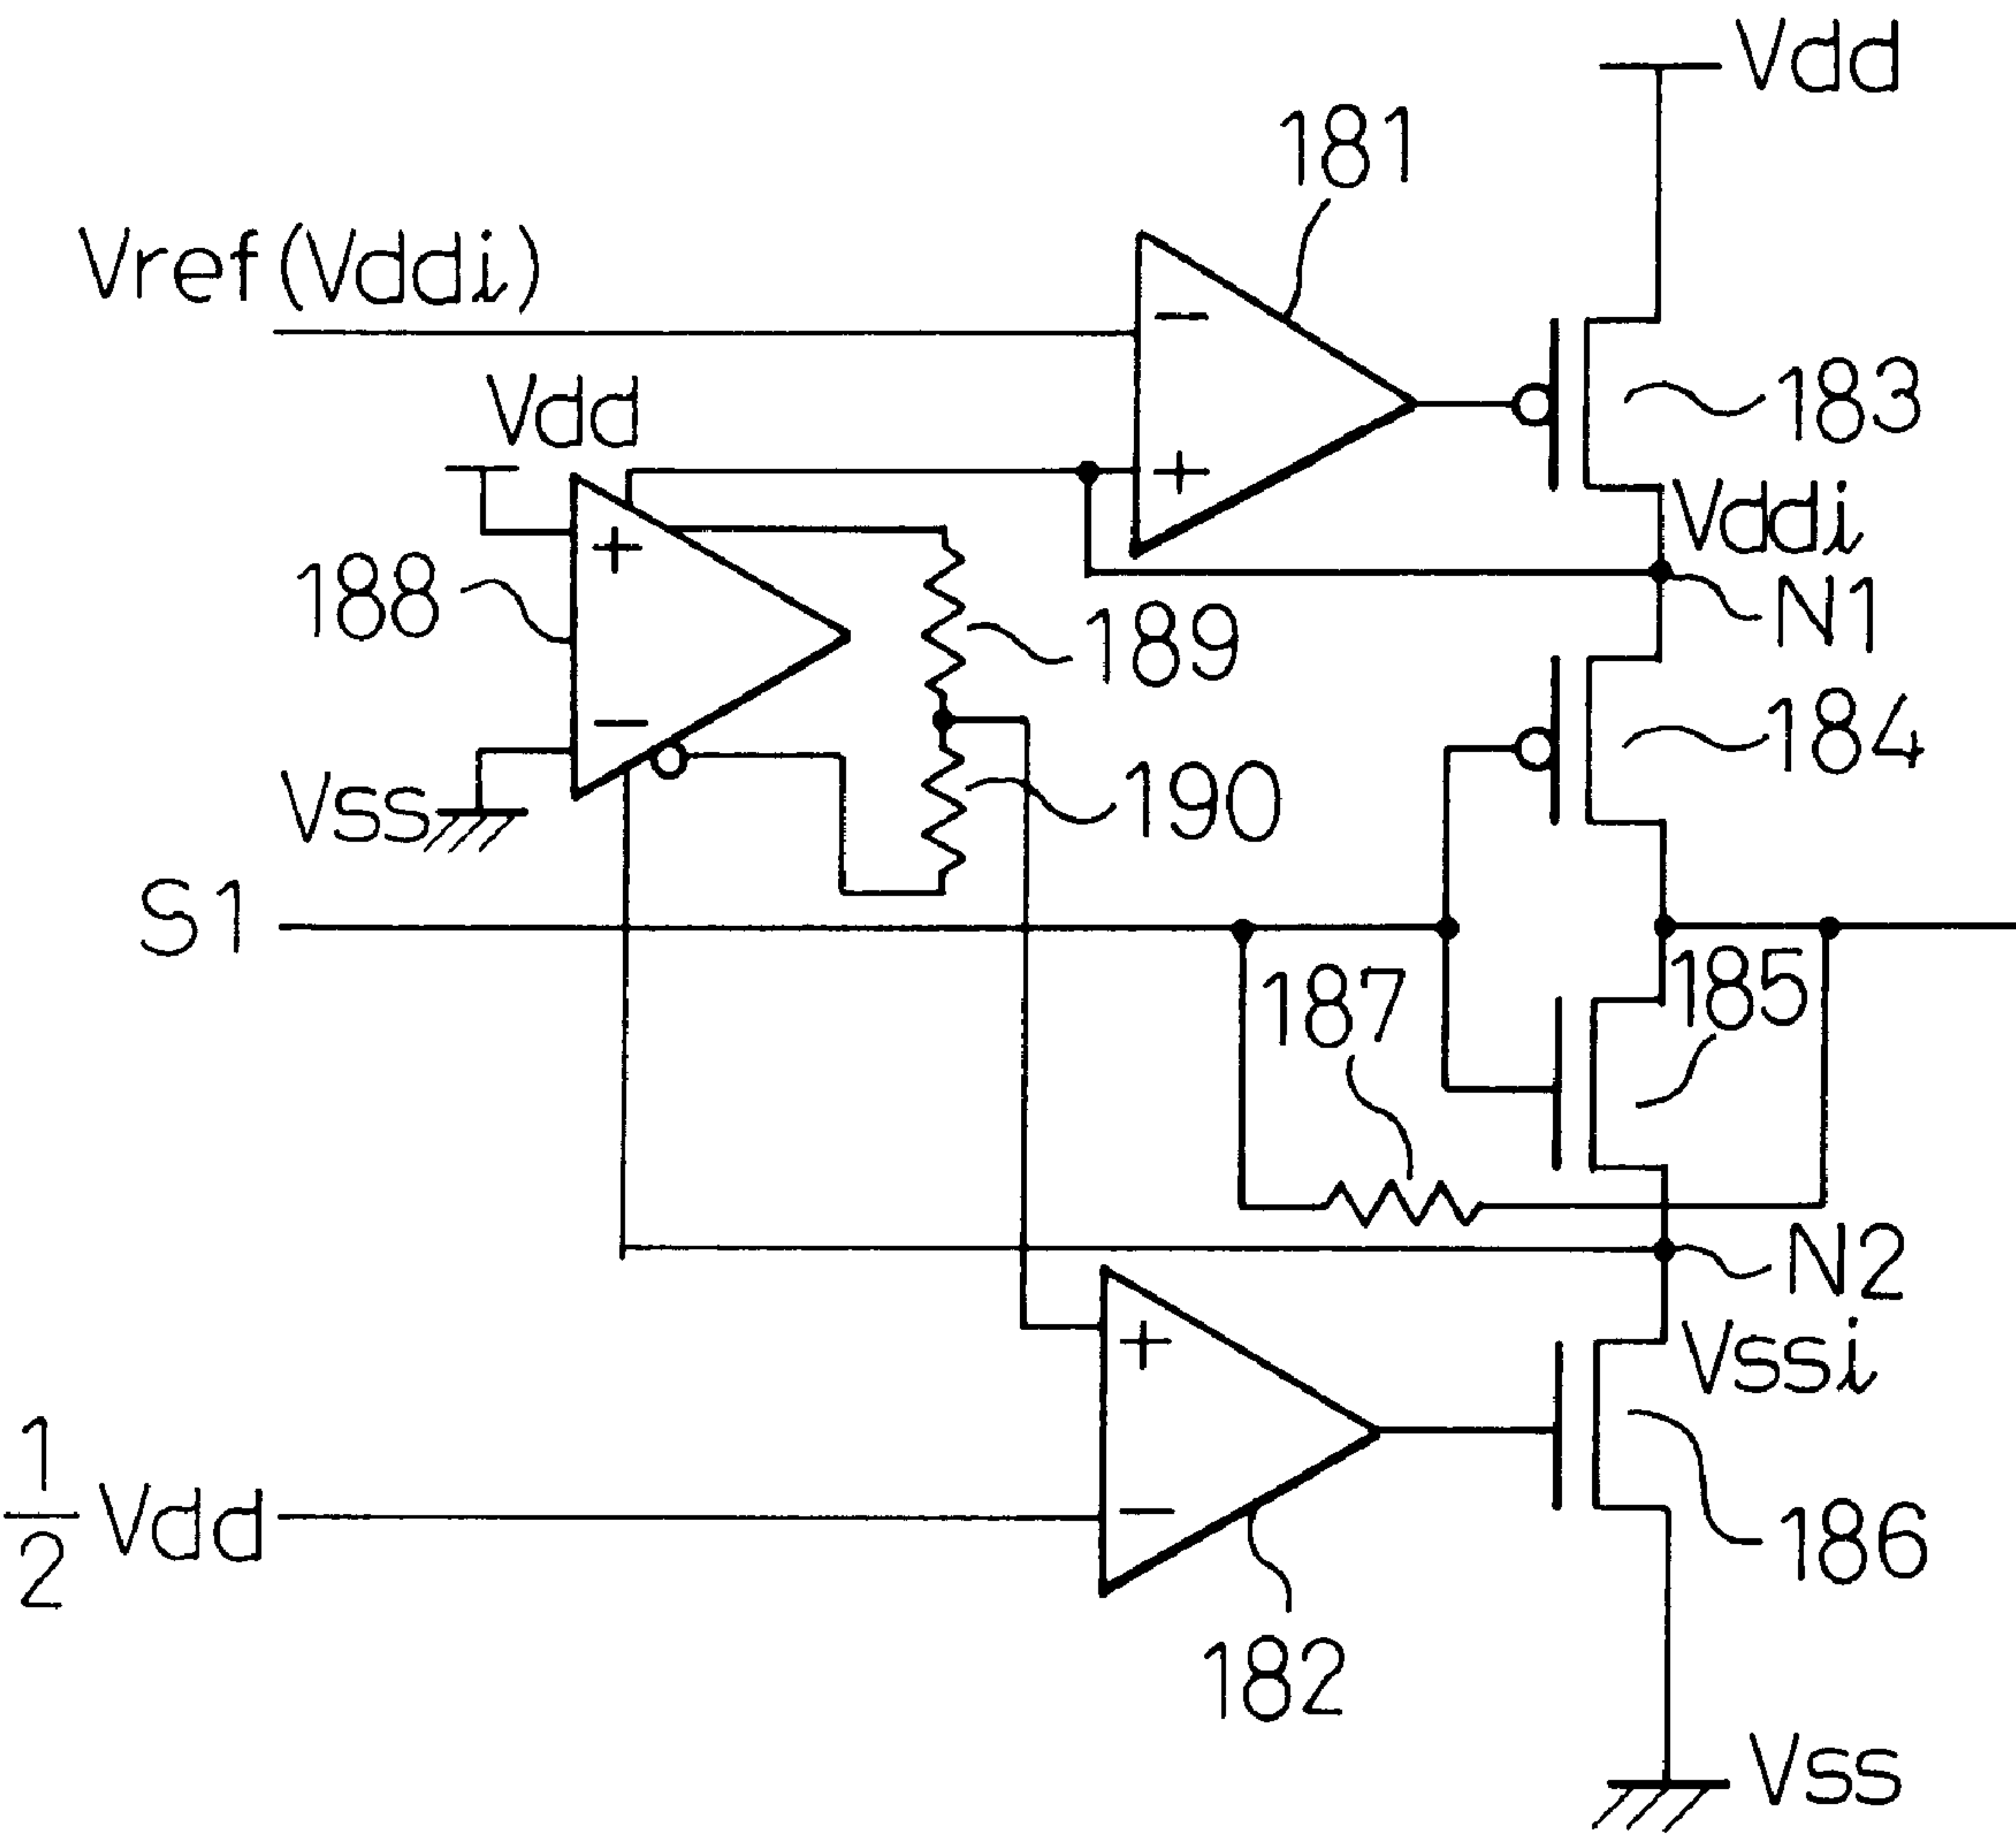 Vdd
181
Vref(Vddi)
−
183
Vdd
+
Vddi
+
188
N1
189
184
−
190
Vss
S1
185
187
N2
+
Vssi
1/2 Vdd
−
186
182
Vss